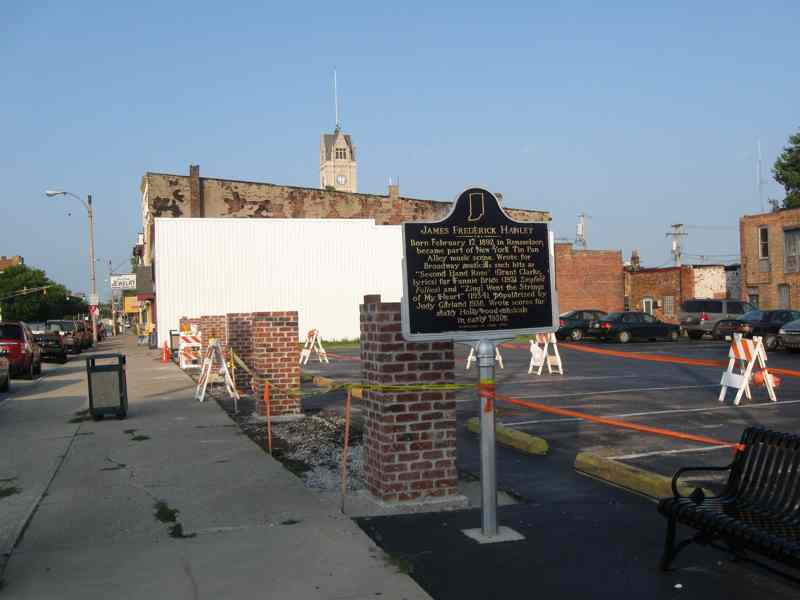 James Frederick Hanley
Born February 17, 1892 in Rensselaer,
became part of New York Tin Pan
Alley music scene. Wrote for
Broadway musicals such hits as
"Second Hand Rose" (Grant Clarke,
lyrics) for Fannie Brice (1921 Ziegfeld
Follies) and "Zing! Went the Strings
of My Heart" (1934), popularized by
Judy Garland 1938. Wrote scores for
many Hollywood musicals
in early 1930s.
JEWELRY